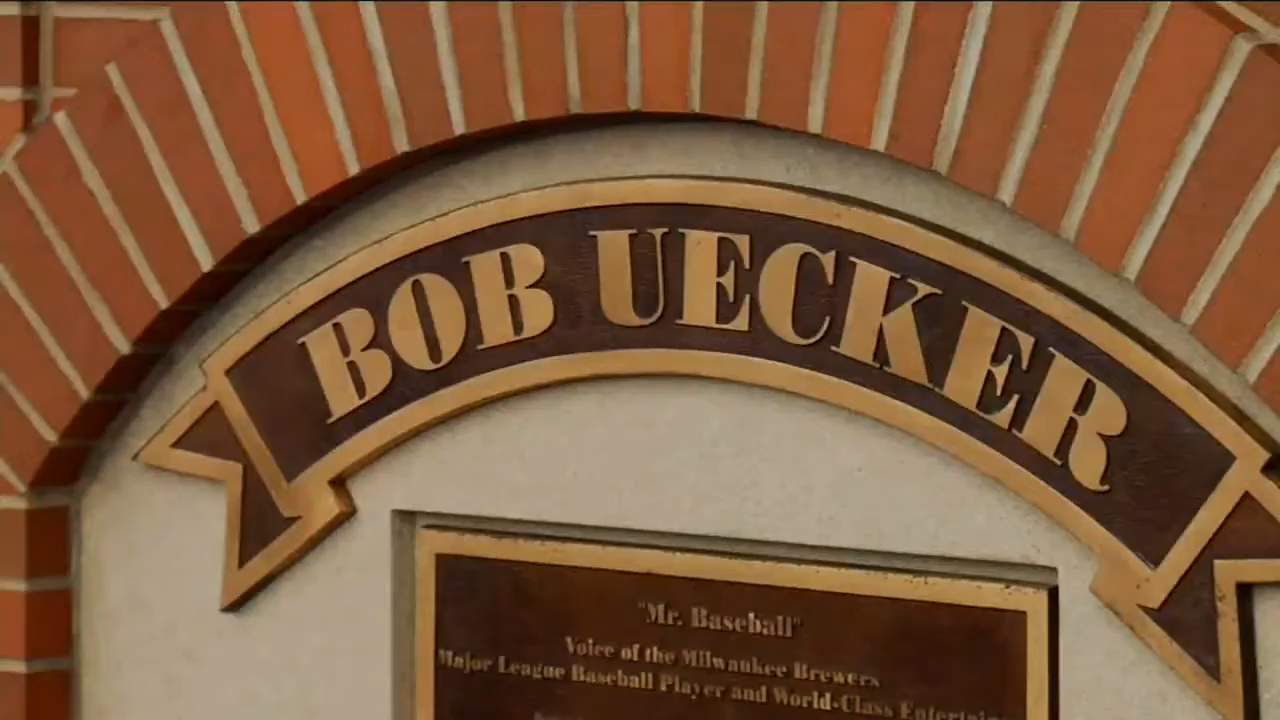 BOB UECKER
"Mr. Baseball"
Voice of the Milwaukee Brewers
Major League Baseball Player and World-Class